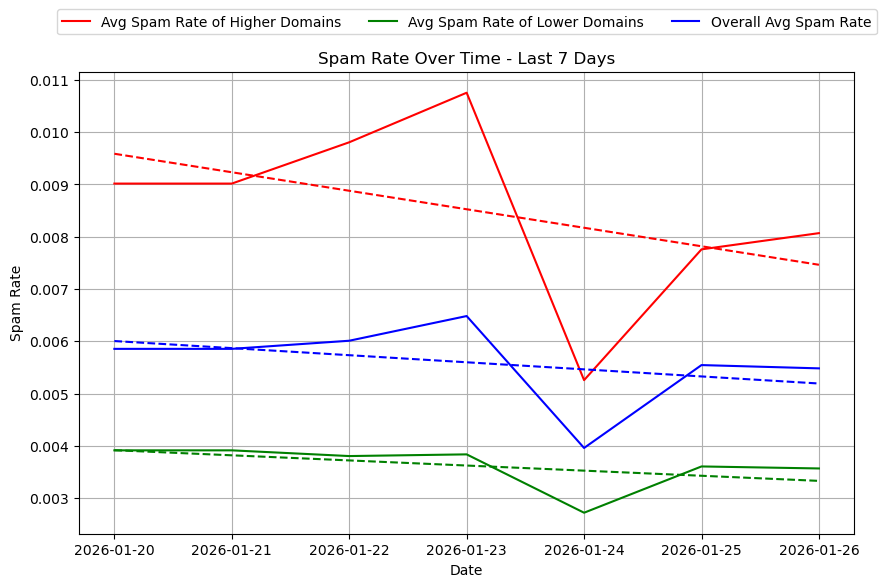 Avg Spam Rate of Higher Domains Avg Spam Rate of Lower Domains Overall Avg Spam Rate
Spam Rate Over Time - Last 7 Days
0.011
0.010
0.009
0.008
0.007
0.006
0.005
0.004
0.003
Spam Rate
2026-01-20 2026-01-21 2026-01-22 2026-01-23 2026-01-24 2026-01-25 2026-01-26
Date